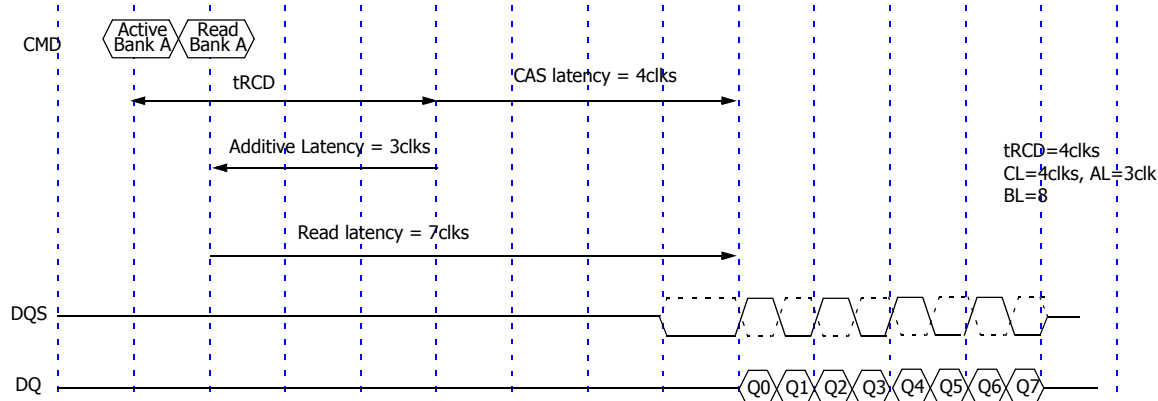 CMD
Active
Bank A
Read
Bank A
tRCD
CAS latency = 4clks
Additive Latency = 3clks
tRCD=4clks
CL=4clks, AL=3clk
BL=8
Read latency = 7clks
DQS
DQ
Q0 Q1 Q2 Q3 Q4 Q5 Q6 Q7